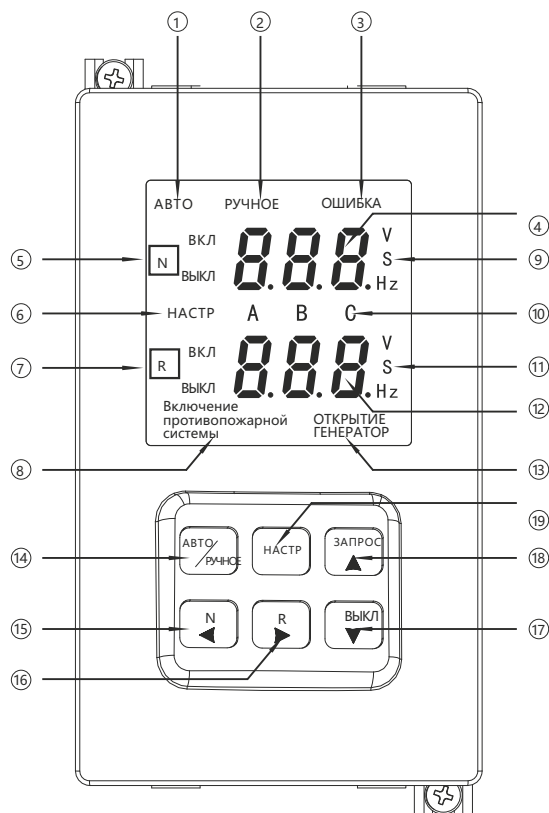 ① ② ③
АВТО РУЧНОЕ ОШИБКА
④
ВКЛ 8.8.8. V
⑤ N S ⑨
ВЫКЛ Hz
⑥ НАСТР A B C ⑩
ВКЛ 8.8.8. V
⑦ R S ⑪
ВЫКЛ Hz
⑫
Включение
противопожарной
системы
ОТКРЫТИЕ
ГЕНЕРАТОР
⑧ ⑬
⑲
⑭ АВТО/РУЧНОЕ НАСТР ЗАПРОС ▲ ⑱
⑮ N ◀ R ▶ ВЫКЛ ▼ ⑰
⑯